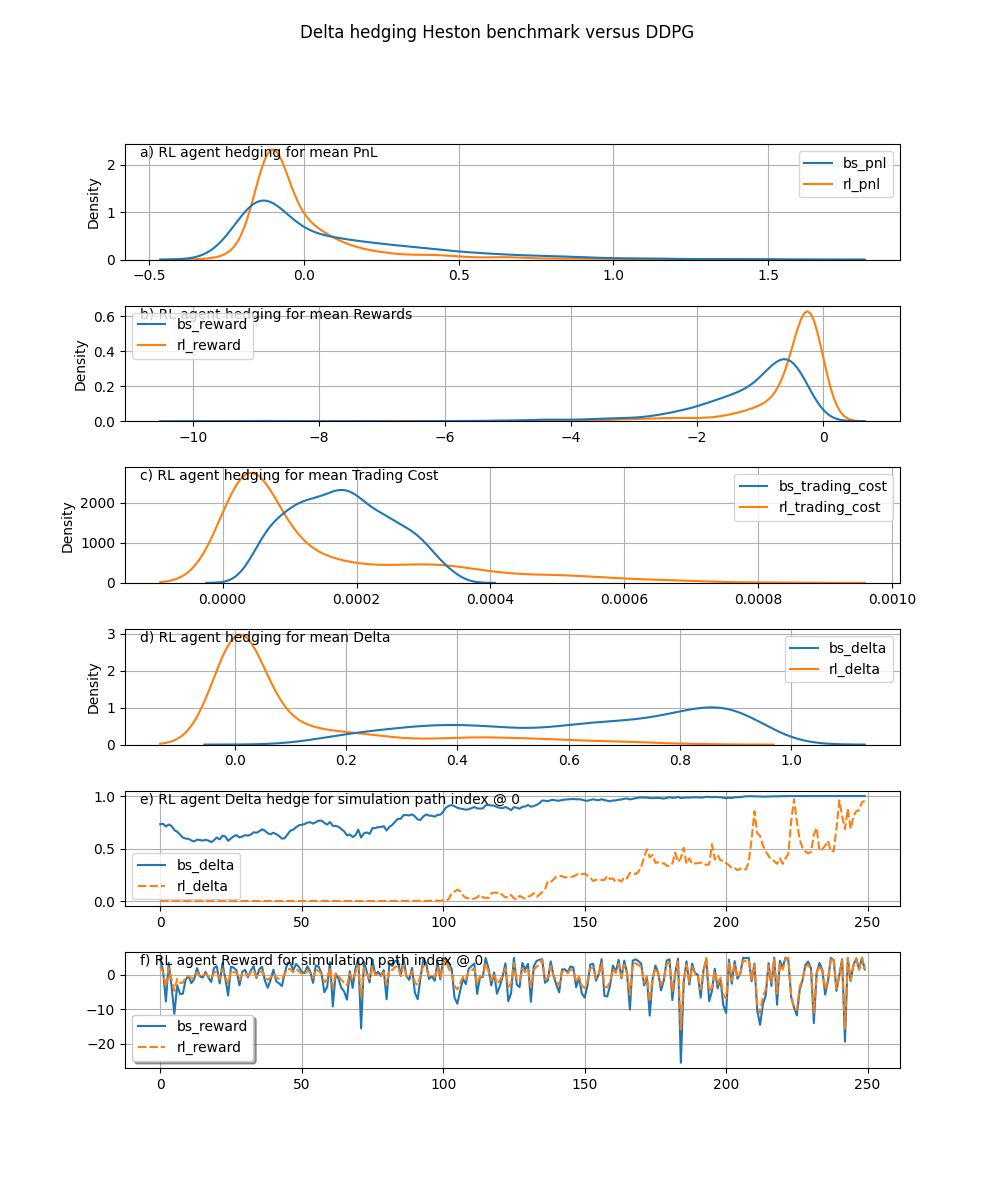 Delta hedging Heston benchmark versus DDPG
a) RL agent hedging for mean PnL
bs_pnl
rl_pnl
Density
2
1
0
−0.5 0.0 0.5 1.0 1.5
b) RL agent hedging for mean Rewards
bs_reward
rl_reward
Density
0.6
0.4
0.2
0.0
−10 −8 −6 −4 −2 0
c) RL agent hedging for mean Trading Cost
bs_trading_cost
rl_trading_cost
Density
2000
1000
0
0.0000 0.0002 0.0004 0.0006 0.0008 0.0010
d) RL agent hedging for mean Delta
bs_delta
rl_delta
Density
3
2
1
0
0.0 0.2 0.4 0.6 0.8 1.0
e) RL agent Delta hedge for simulation path index @ 0
bs_delta
rl_delta
1.0
0.5
0.0
0 50 100 150 200 250
f) RL agent Reward for simulation path index @ 0
bs_reward
rl_reward
0
−10
−20
0 50 100 150 200 250